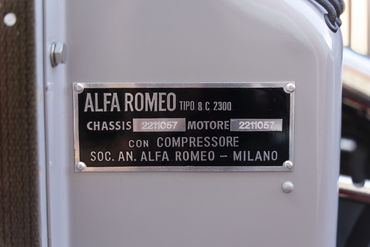 ALFA ROMEO TIPO 8 C 2300
CHASSIS 2211057 MOTORE 2211057
CON COMPRESSORE
SOC. AN. ALFA ROMEO – MILANO